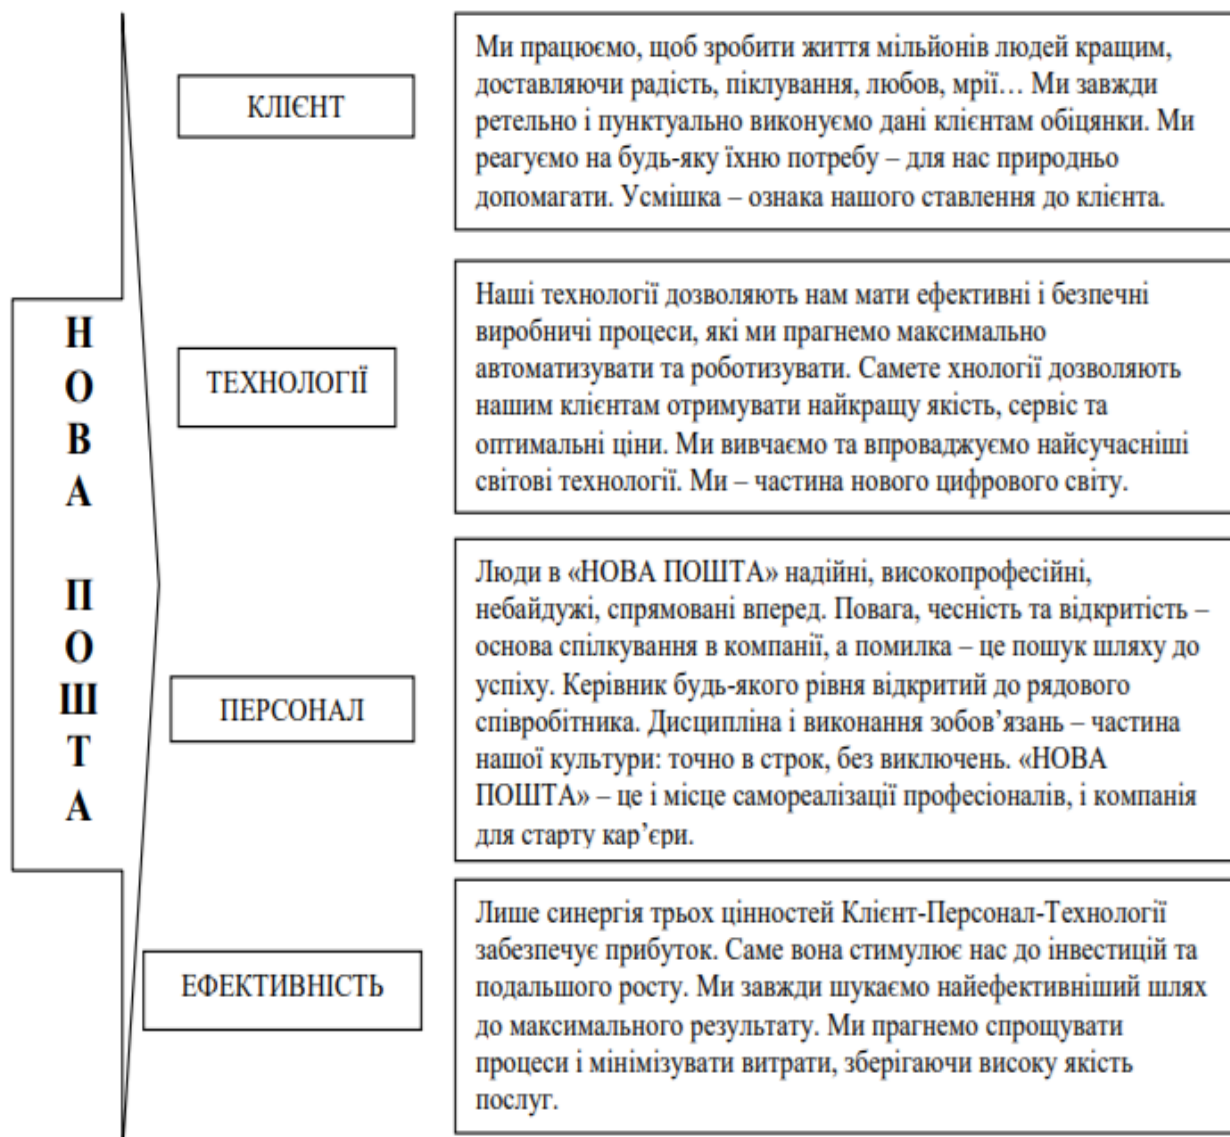 НОВА ПОШТА
КЛІЄНТ
Ми працюємо, щоб зробити життя мільйонів людей кращим,
доставляючи радість, піклування, любов, мрії… Ми завжди
ретельно і пунктуально виконуємо дані клієнтам обіцянки. Ми
реагуємо на будь-яку їхню потребу – для нас природньо
допомагати. Усмішка – ознака нашого ставлення до клієнта.
ТЕХНОЛОГІЇ
Наші технології дозволяють нам мати ефективні і безпечні
виробничі процеси, які ми прагнемо максимально
автоматизувати та роботизувати. Самете хнології дозволяють
нашим клієнтам отримувати найкращу якість, сервіс та
оптимальні ціни. Ми вивчаємо та впроваджуємо найсучасніші
світові технології. Ми – частина нового цифрового світу.
ПЕРСОНАЛ
Люди в «НОВА ПОШТА» надійні, високопрофесійні,
небайдужі, спрямовані вперед. Повага, чесність та відкритість –
основа спілкування в компанії, а помилка – це пошук шляху до
успіху. Керівник будь-якого рівня відкритий до рядового
співробітника. Дисципліна і виконання зобов’язань – частина
нашої культури: точно в строк, без виключень. «НОВА
ПОШТА» – це і місце самореалізації професіоналів, і компанія
для старту кар’єри.
ЕФЕКТИВНІСТЬ
Лише синергія трьох цінностей Клієнт-Персонал-Технології
забезпечує прибуток. Саме вона стимулює нас до інвестицій та
подальшого росту. Ми завжди шукаємо найефективніший шлях
до максимального результату. Ми прагнемо спрощувати
процеси і мінімізувати витрати, зберігаючи високу якість
послуг.